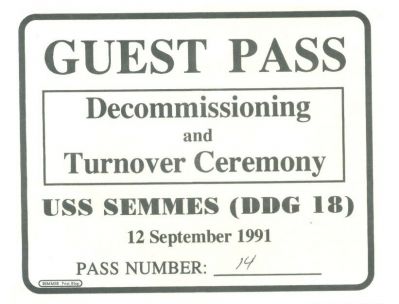 GUEST PASS
Decommissioning
and
Turnover Ceremony
USS SEMMES (DDG 18)
12 September 1991
PASS NUMBER: 14